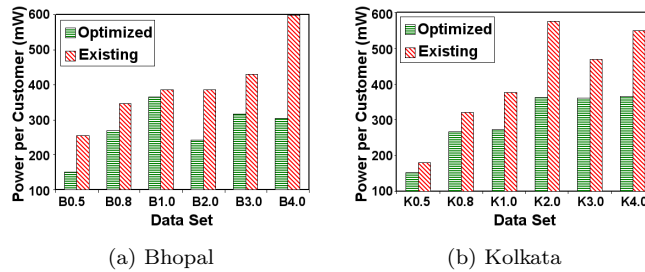 Power per Customer (mW)
600
500
400
300
200
100
Optimized
Existing
B0.5 B0.8 B1.0 B2.0 B3.0 B4.0
Data Set
(a) Bhopal
Power per Customer (mW)
600
500
400
300
200
100
Optimized
Existing
K0.5 K0.8 K1.0 K2.0 K3.0 K4.0
Data Set
(b) Kolkata